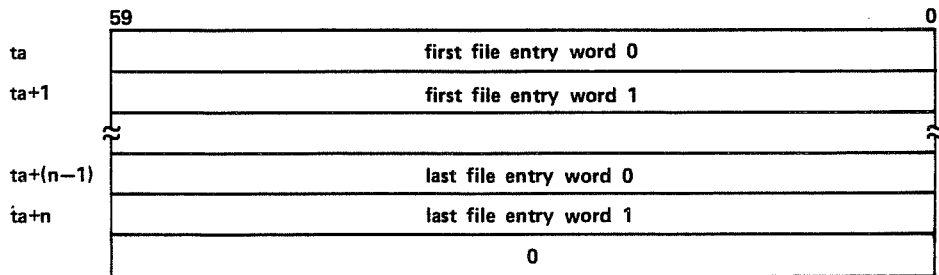 59 0
ta first file entry word 0
ta+1 first file entry word 1
ta+(n−1) last file entry word 0
ta+n last file entry word 1
0